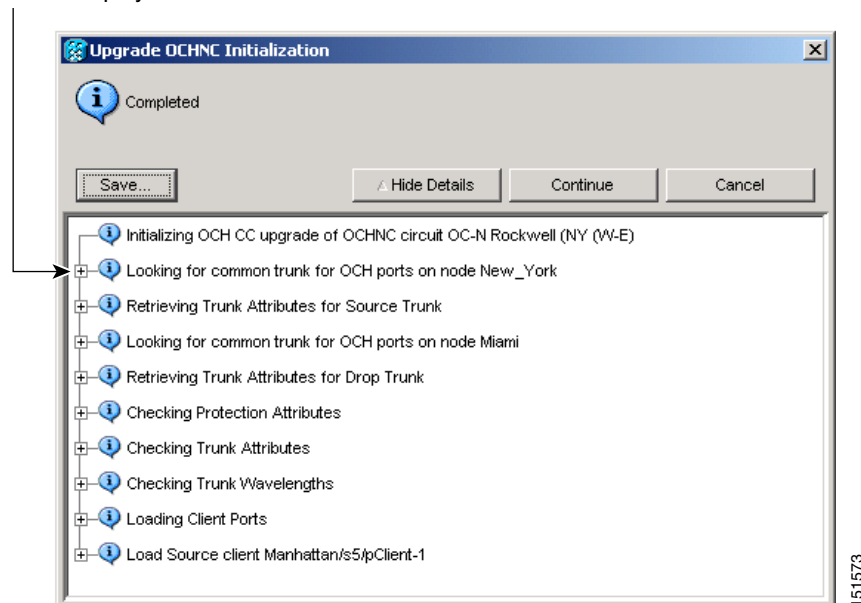 Upgrade OCHNC Initialization
Completed
Save...
Hide Details
Continue
Cancel
Initializing OCH CC upgrade of OCHNC circuit OC-N Rockwell (NY (W-E)
Looking for common trunk for OCH ports on node New_York
Retrieving Trunk Attributes for Source Trunk
Looking for common trunk for OCH ports on node Miami
Retrieving Trunk Attributes for Drop Trunk
Checking Protection Attributes
Checking Trunk Attributes
Checking Trunk Wavelengths
Loading Client Ports
Load Source client Manhattan/s5/pClient-1
151573